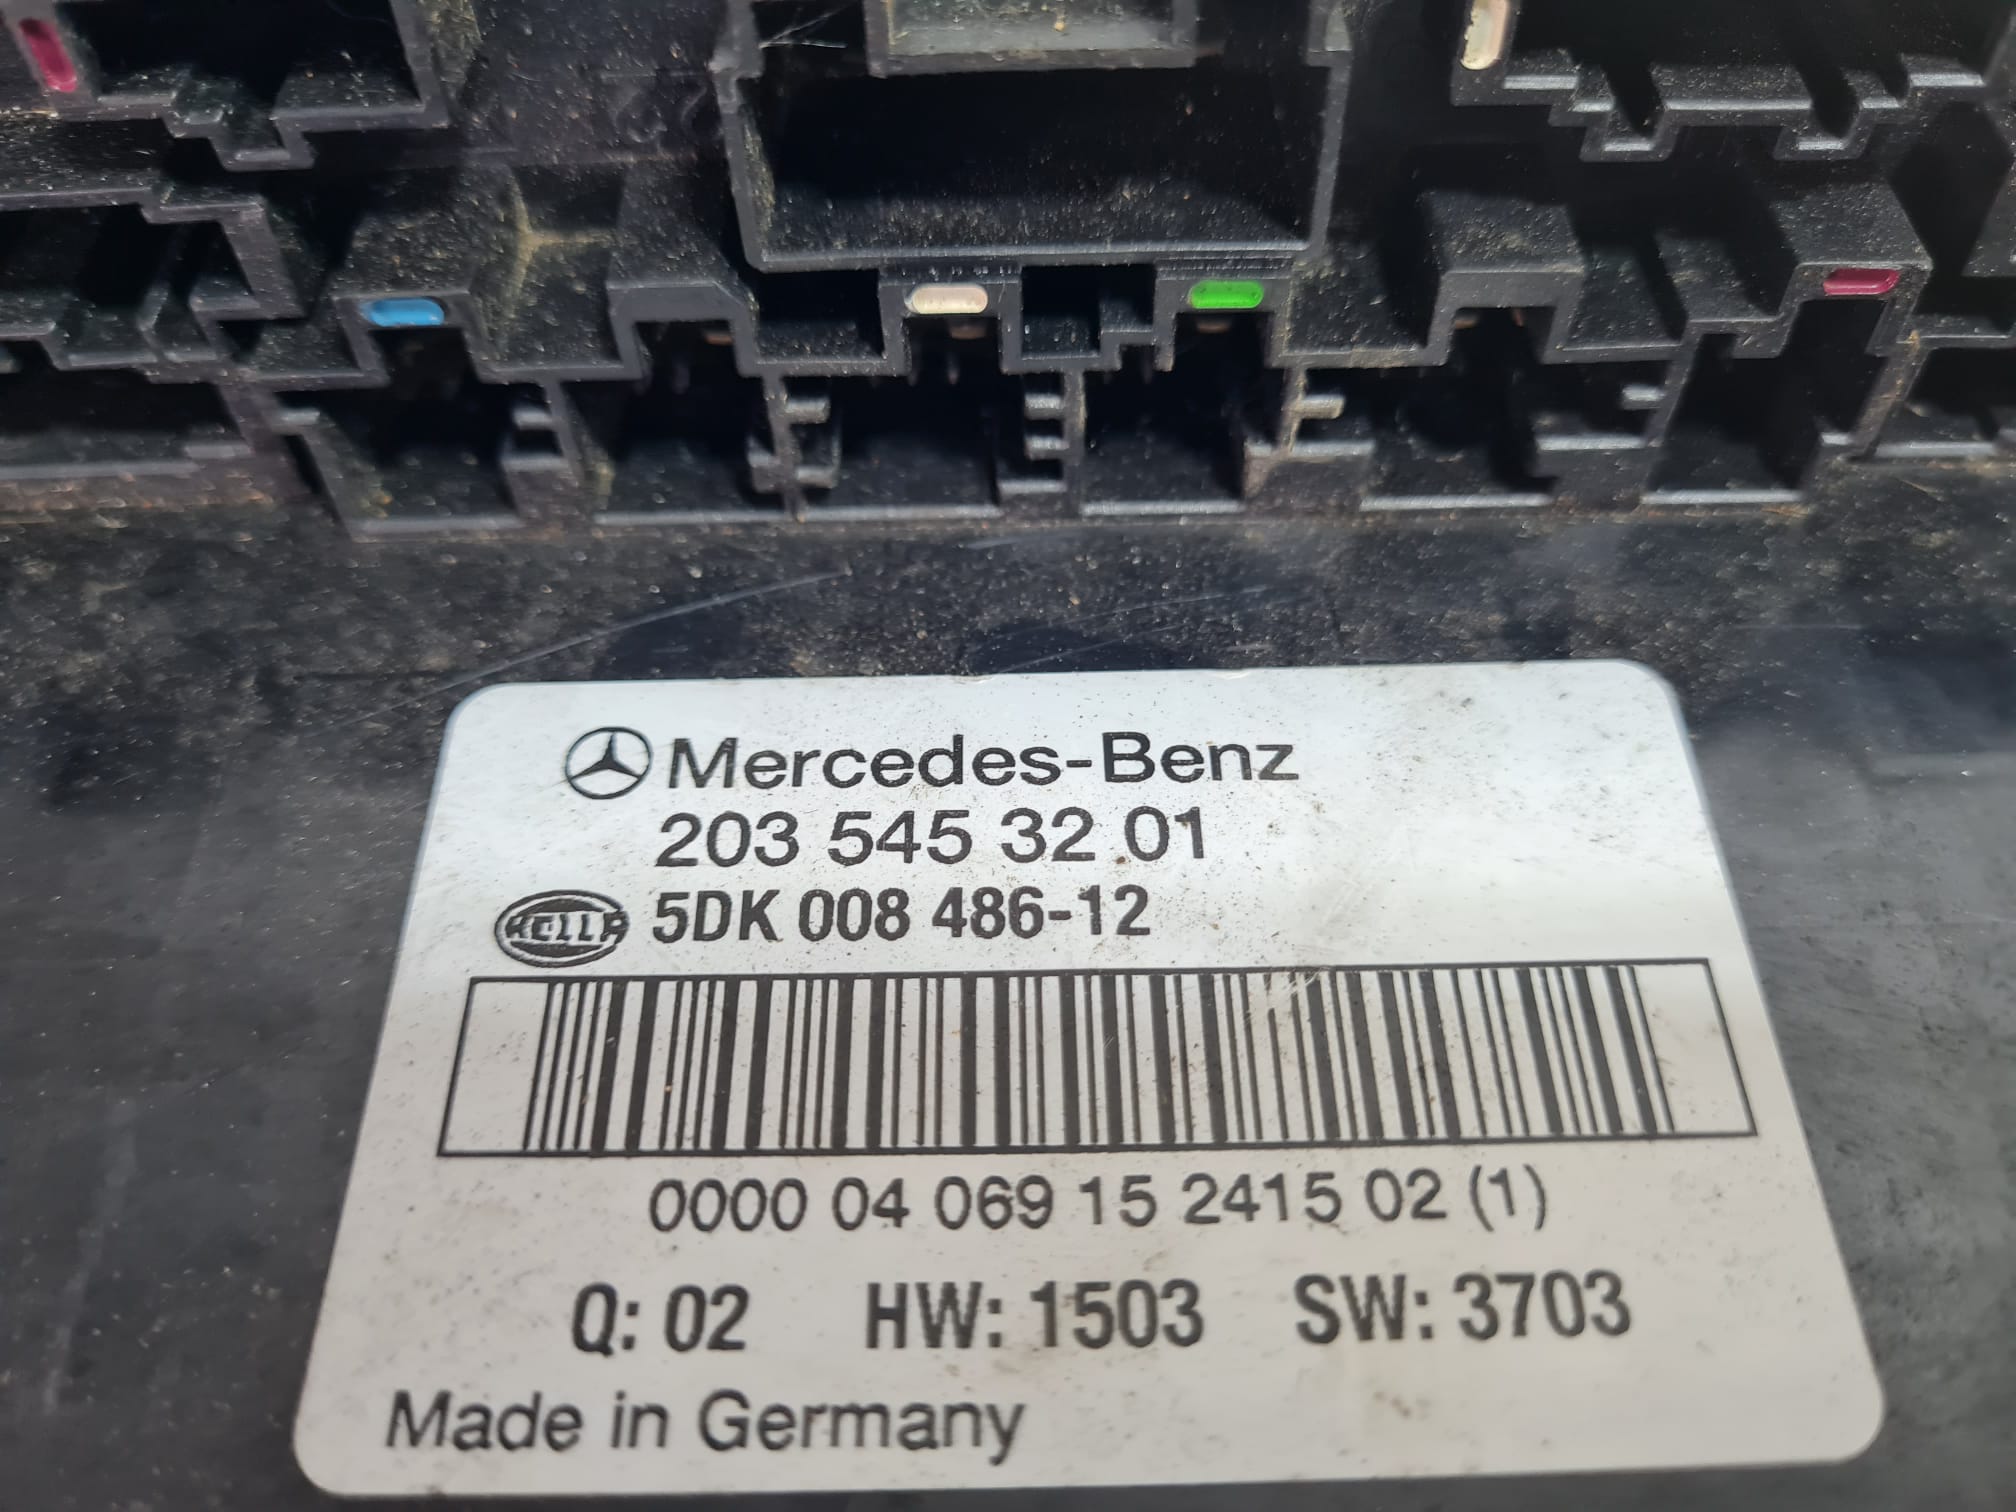 Mercedes-Benz
203 545 32 01
HELLA 5DK 008 486-12
0000 04 069 15 2415 02 (1)
Q: 02 HW: 1503 SW: 3703
Made in Germany